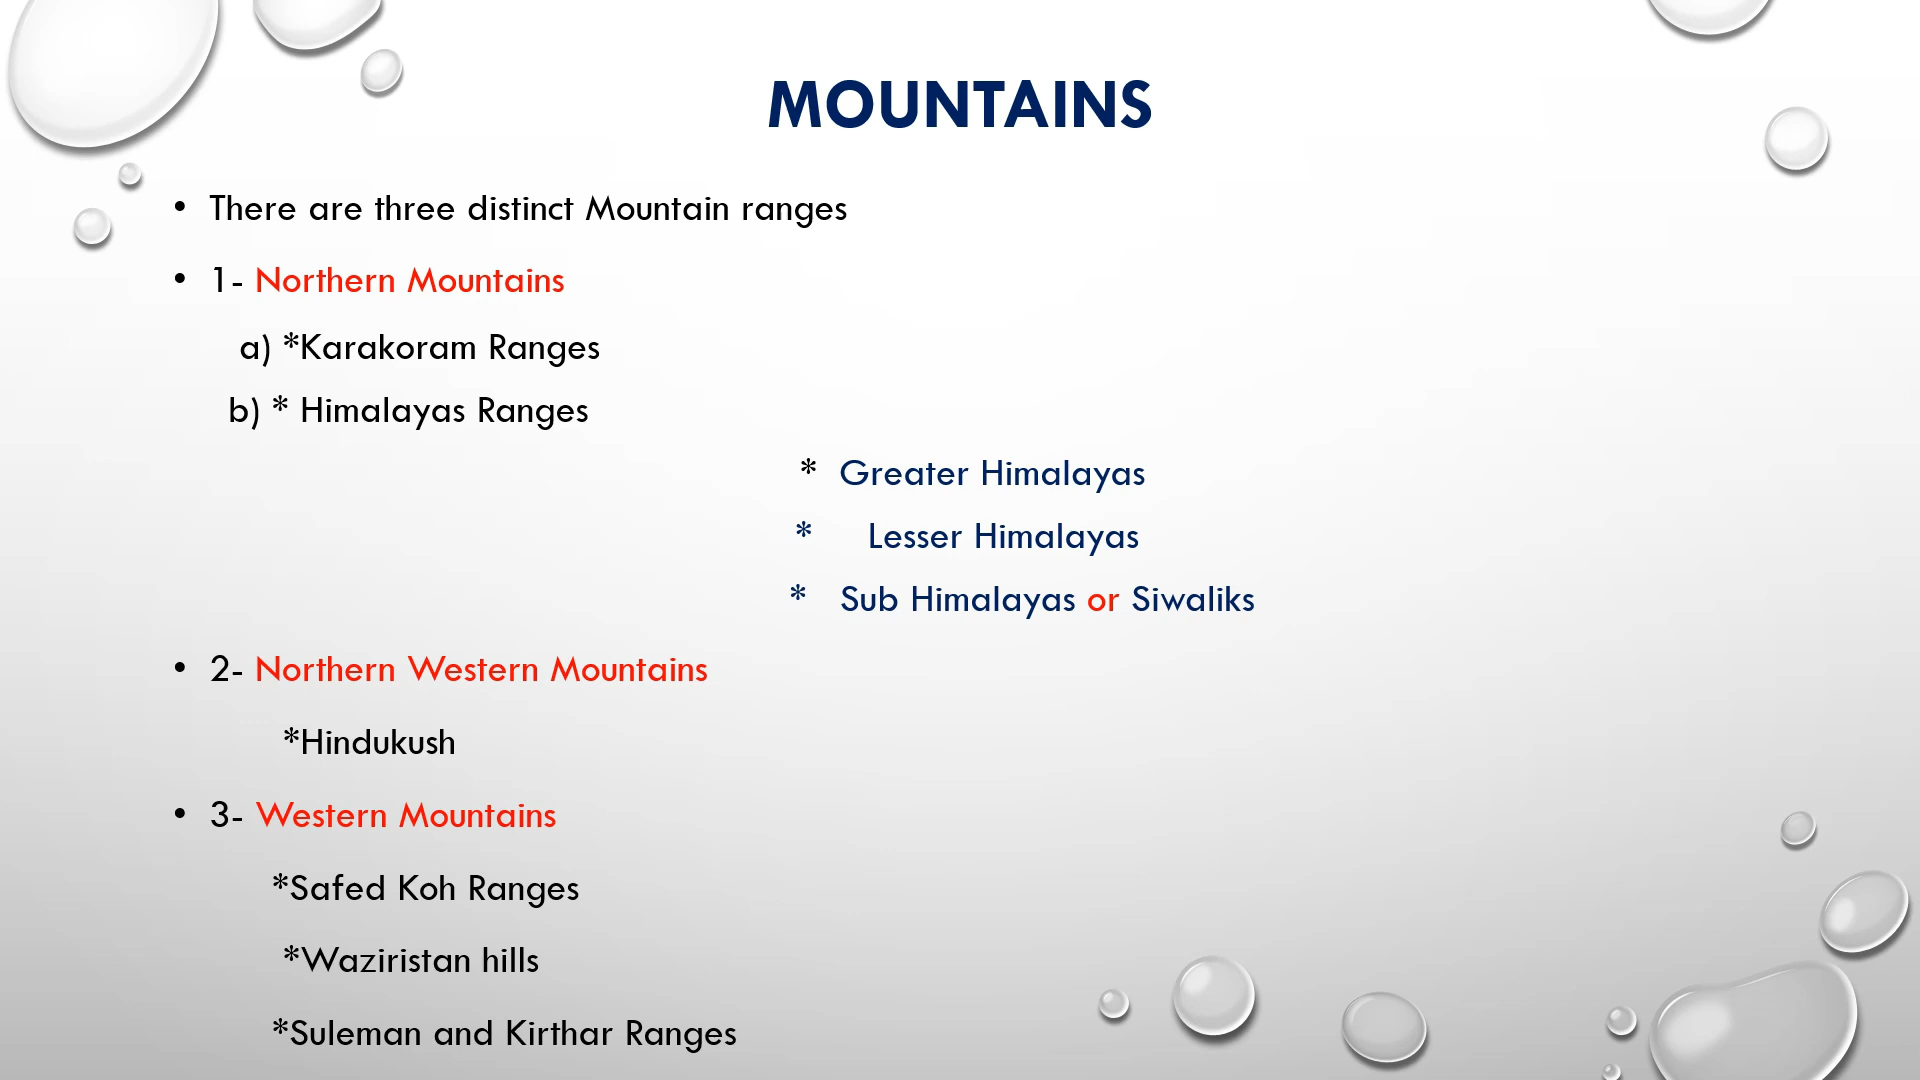 MOUNTAINS
• There are three distinct Mountain ranges
• 1- Northern Mountains
a) *Karakoram Ranges
b) * Himalayas Ranges
* Greater Himalayas
* Lesser Himalayas
* Sub Himalayas or Siwaliks
• 2- Northern Western Mountains
*Hindukush
• 3- Western Mountains
*Safed Koh Ranges
*Waziristan hills
*Suleman and Kirthar Ranges